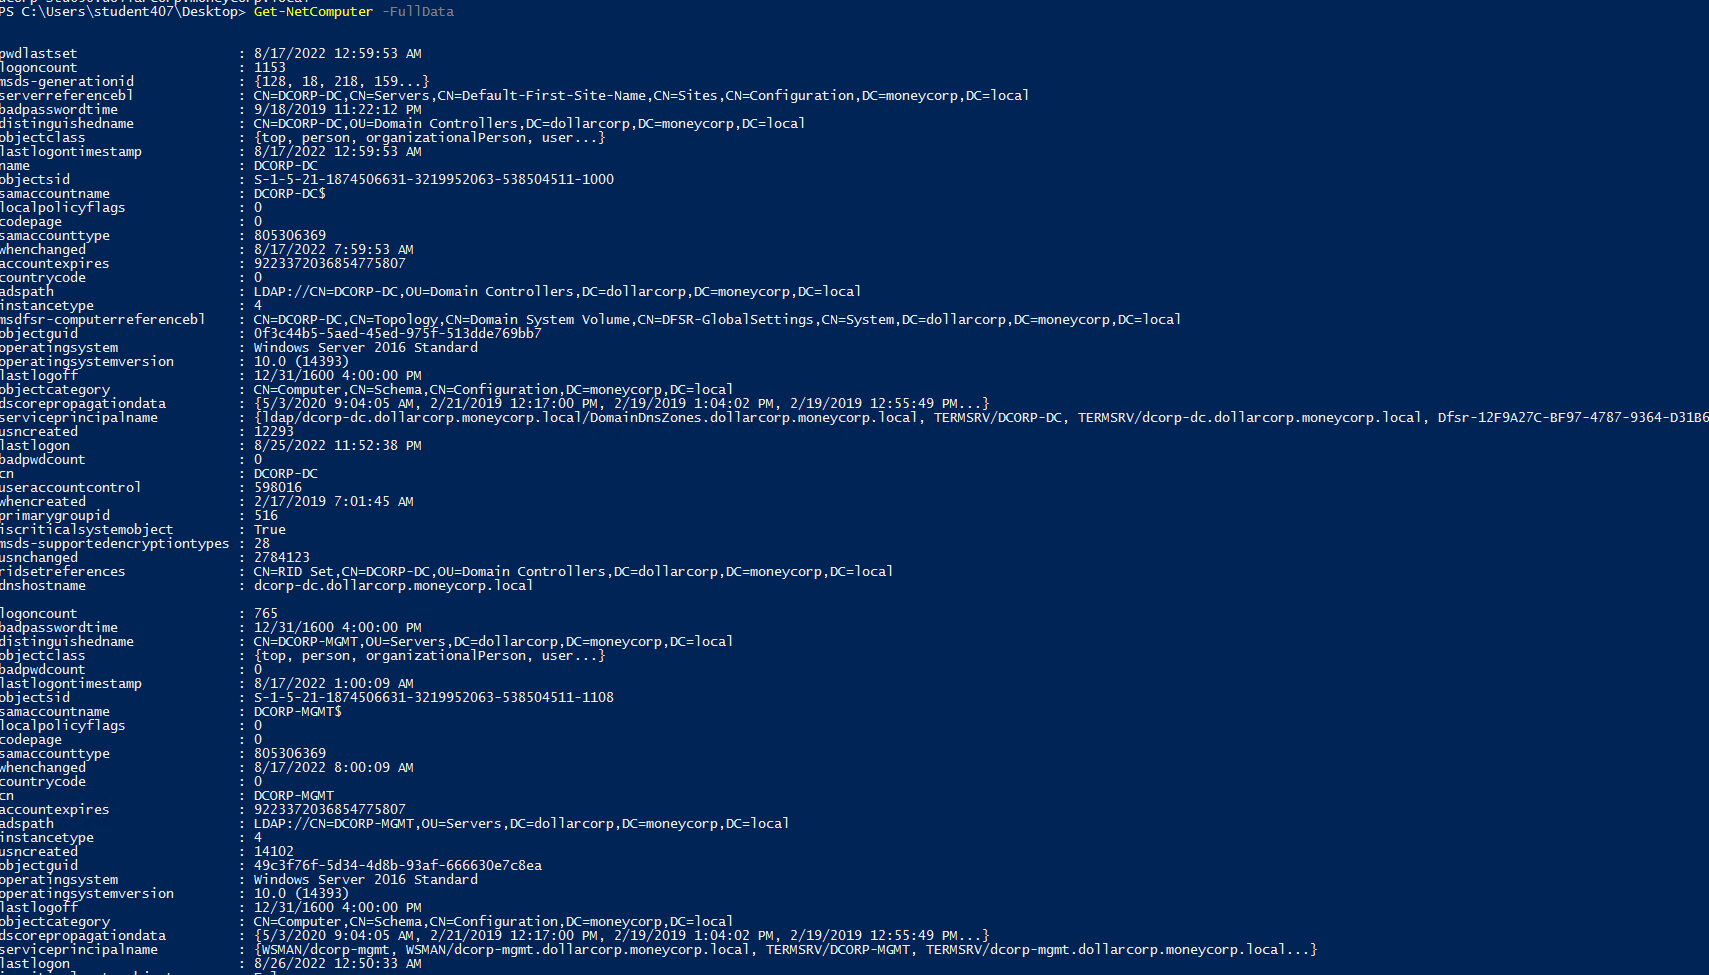 PS C:\Users\student407\Desktop> Get-NetComputer -FullData
pwdlastset : 8/17/2022 12:59:53 AM
logoncount : 1153
msds-generationid : {128, 18, 218, 159...}
serverreferencebl : CN=DCORP-DC,CN=Servers,CN=Default-First-Site-Name,CN=Sites,CN=Configuration,DC=moneycorp,DC=local
badpasswordtime : 9/18/2019 11:22:12 PM
distinguishedname : CN=DCORP-DC,OU=Domain Controllers,DC=dollarcorp,DC=moneycorp,DC=local
objectclass : {top, person, organizationalPerson, user...}
lastlogontimestamp : 8/17/2022 12:59:53 AM
name : DCORP-DC
objectsid : S-1-5-21-1874506631-3219952063-538504511-1000
samaccountname : DCORP-DC$
localpolicyflags : 0
codepage : 0
samaccounttype : 805306369
whenchanged : 8/17/2022 7:59:53 AM
accountexpires : 9223372036854775807
countrycode : 0
adspath : LDAP://CN=DCORP-DC,OU=Domain Controllers,DC=dollarcorp,DC=moneycorp,DC=local
instancetype : 4
msdfsr-computerreferencebl : CN=DCORP-DC,CN=Topology,CN=Domain System Volume,CN=DFSR-GlobalSettings,CN=System,DC=dollarcorp,DC=moneycorp,DC=local
objectguid : 0f3c44b5-5aed-45ed-975f-513dde769bb7
operatingsystem : Windows Server 2016 Standard
operatingsystemversion : 10.0 (14393)
lastlogoff : 12/31/1600 4:00:00 PM
objectcategory : CN=Computer,CN=Schema,CN=Configuration,DC=moneycorp,DC=local
dscorepropagationdata : {5/3/2020 9:04:05 AM, 2/21/2019 12:17:00 PM, 2/19/2019 1:04:02 PM, 2/19/2019 12:55:49 PM...}
serviceprincipalname : {ldap/dcorp-dc.dollarcorp.moneycorp.local/DomainDnsZones.dollarcorp.moneycorp.local, TERMSRV/DCORP-DC, TERMSRV/dcorp-dc.dollarcorp.moneycorp.local, Dfsr-12F9A27C-BF97-4787-9364-D31B6
usncreated : 12293
lastlogon : 8/25/2022 11:52:38 PM
badpwdcount : 0
cn : DCORP-DC
useraccountcontrol : 598016
whencreated : 2/17/2019 7:01:45 AM
primarygroupid : 516
iscriticalsystemobject : True
msds-supportedencryptiontypes : 28
usnchanged : 2784123
ridsetreferences : CN=RID Set,CN=DCORP-DC,OU=Domain Controllers,DC=dollarcorp,DC=moneycorp,DC=local
dnshostname : dcorp-dc.dollarcorp.moneycorp.local
logoncount : 765
badpasswordtime : 12/31/1600 4:00:00 PM
distinguishedname : CN=DCORP-MGMT,OU=Servers,DC=dollarcorp,DC=moneycorp,DC=local
objectclass : {top, person, organizationalPerson, user...}
badpwdcount : 0
lastlogontimestamp : 8/17/2022 1:00:09 AM
objectsid : S-1-5-21-1874506631-3219952063-538504511-1108
samaccountname : DCORP-MGMT$
localpolicyflags : 0
codepage : 0
samaccounttype : 805306369
whenchanged : 8/17/2022 8:00:09 AM
countrycode : 0
cn : DCORP-MGMT
accountexpires : 9223372036854775807
adspath : LDAP://CN=DCORP-MGMT,OU=Servers,DC=dollarcorp,DC=moneycorp,DC=local
instancetype : 4
usncreated : 14102
objectguid : 49c3f76f-5d34-4d8b-93af-666630e7c8ea
operatingsystem : Windows Server 2016 Standard
operatingsystemversion : 10.0 (14393)
lastlogoff : 12/31/1600 4:00:00 PM
objectcategory : CN=Computer,CN=Schema,CN=Configuration,DC=moneycorp,DC=local
dscorepropagationdata : {5/3/2020 9:04:05 AM, 2/21/2019 12:17:00 PM, 2/19/2019 1:04:02 PM, 2/19/2019 12:55:49 PM...}
serviceprincipalname : {WSMAN/dcorp-mgmt, WSMAN/dcorp-mgmt.dollarcorp.moneycorp.local, TERMSRV/DCORP-MGMT, TERMSRV/dcorp-mgmt.dollarcorp.moneycorp.local...}
lastlogon : 8/26/2022 12:50:33 AM